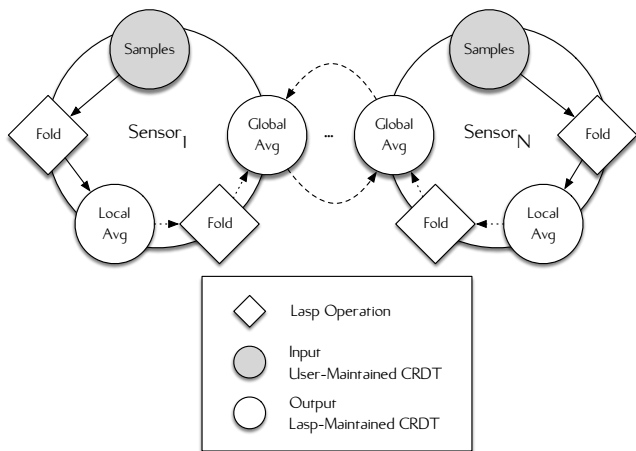 Samples
Fold
Sensor1
Local
Avg
Fold
Global
Avg
...
Global
Avg
Samples
SensorN
Fold
Fold
Local
Avg
Lasp Operation
Input
User-Maintained CRDT
Output
Lasp-Maintained CRDT